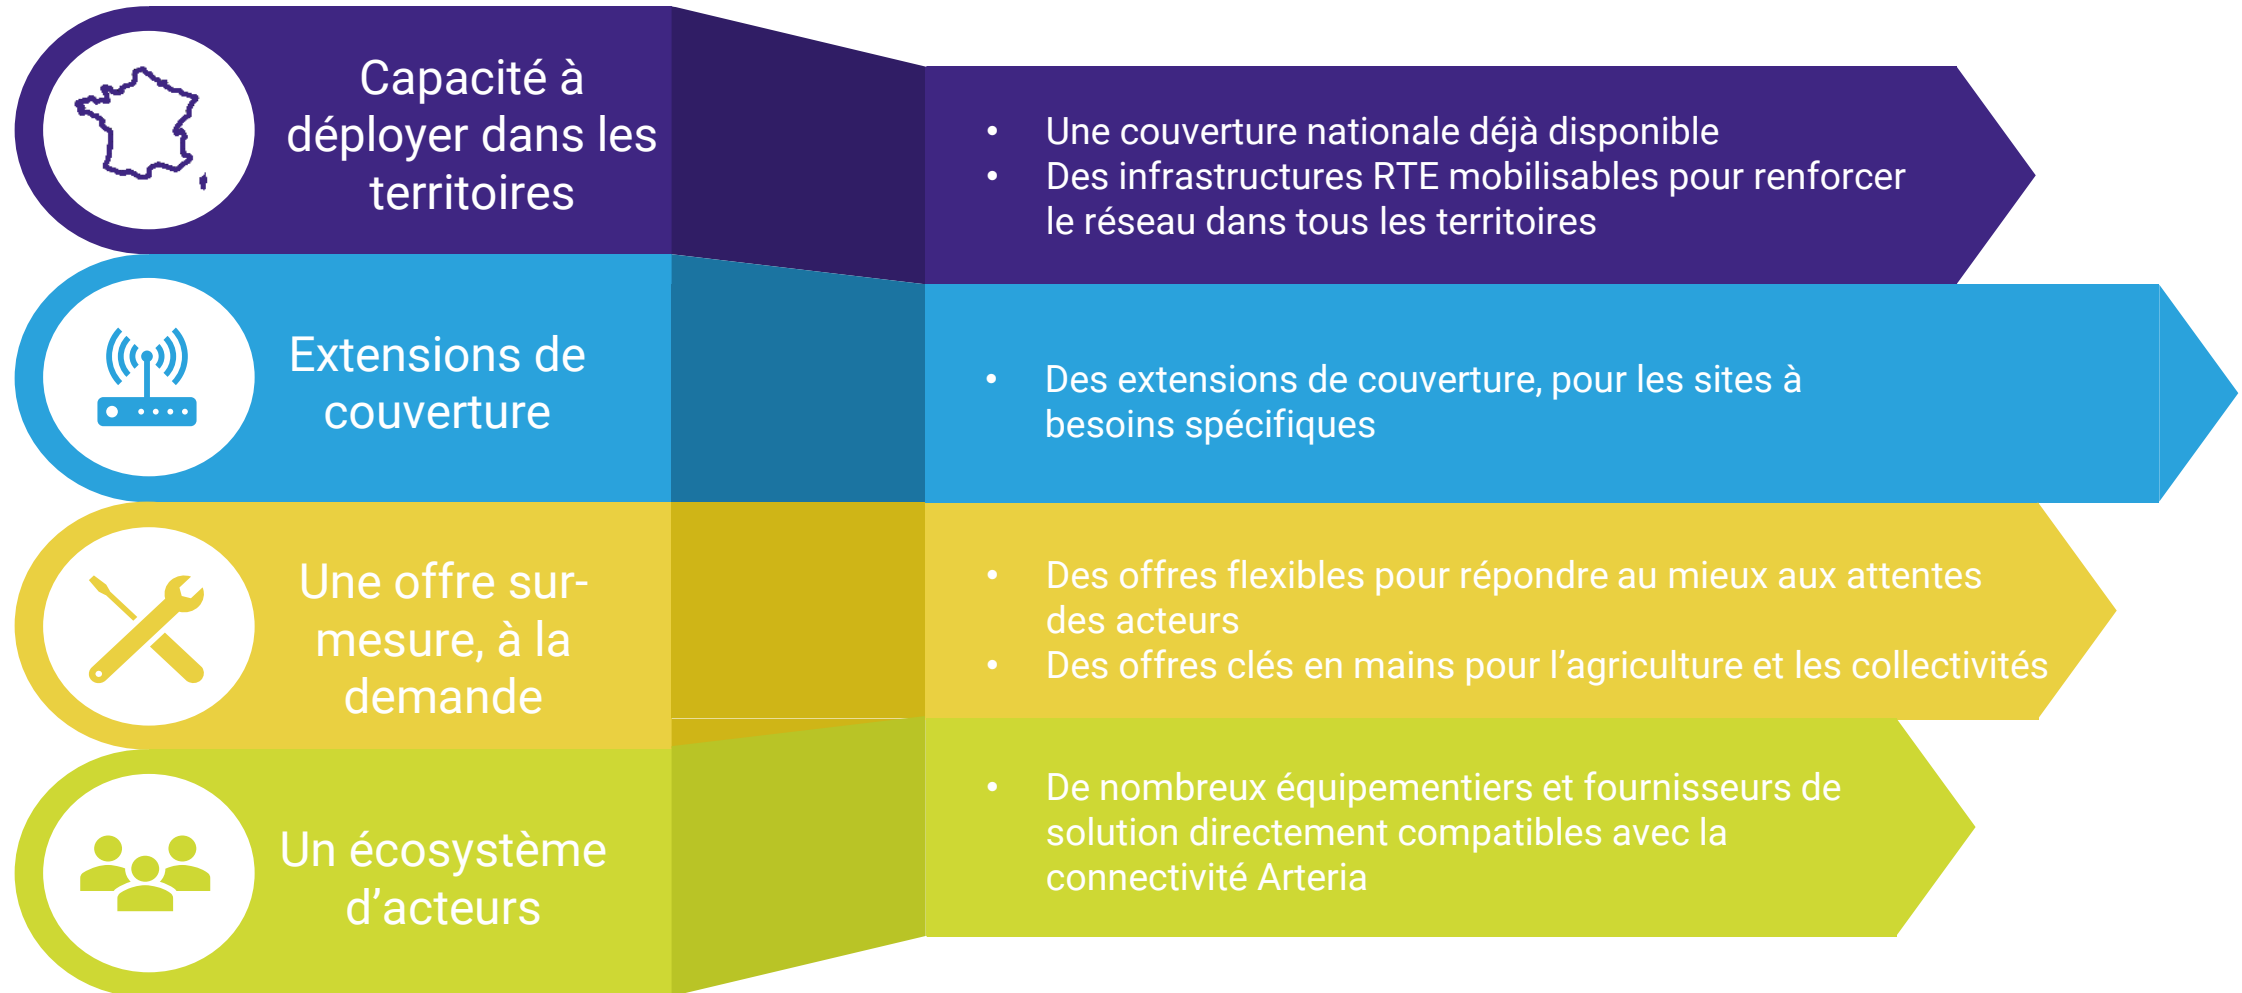 Capacité à
déployer dans les
territoires
• Une couverture nationale déjà disponible
• Des infrastructures RTE mobilisables pour renforcer
le réseau dans tous les territoires
Extensions de
couverture
• Des extensions de couverture, pour les sites à
besoins spécifiques
Une offre sur-
mesure, à la
demande
• Des offres flexibles pour répondre au mieux aux attentes
des acteurs
• Des offres clés en mains pour l’agriculture et les collectivités
Un écosystème
d’acteurs
• De nombreux équipementiers et fournisseurs de
solution directement compatibles avec la
connectivité Arteria